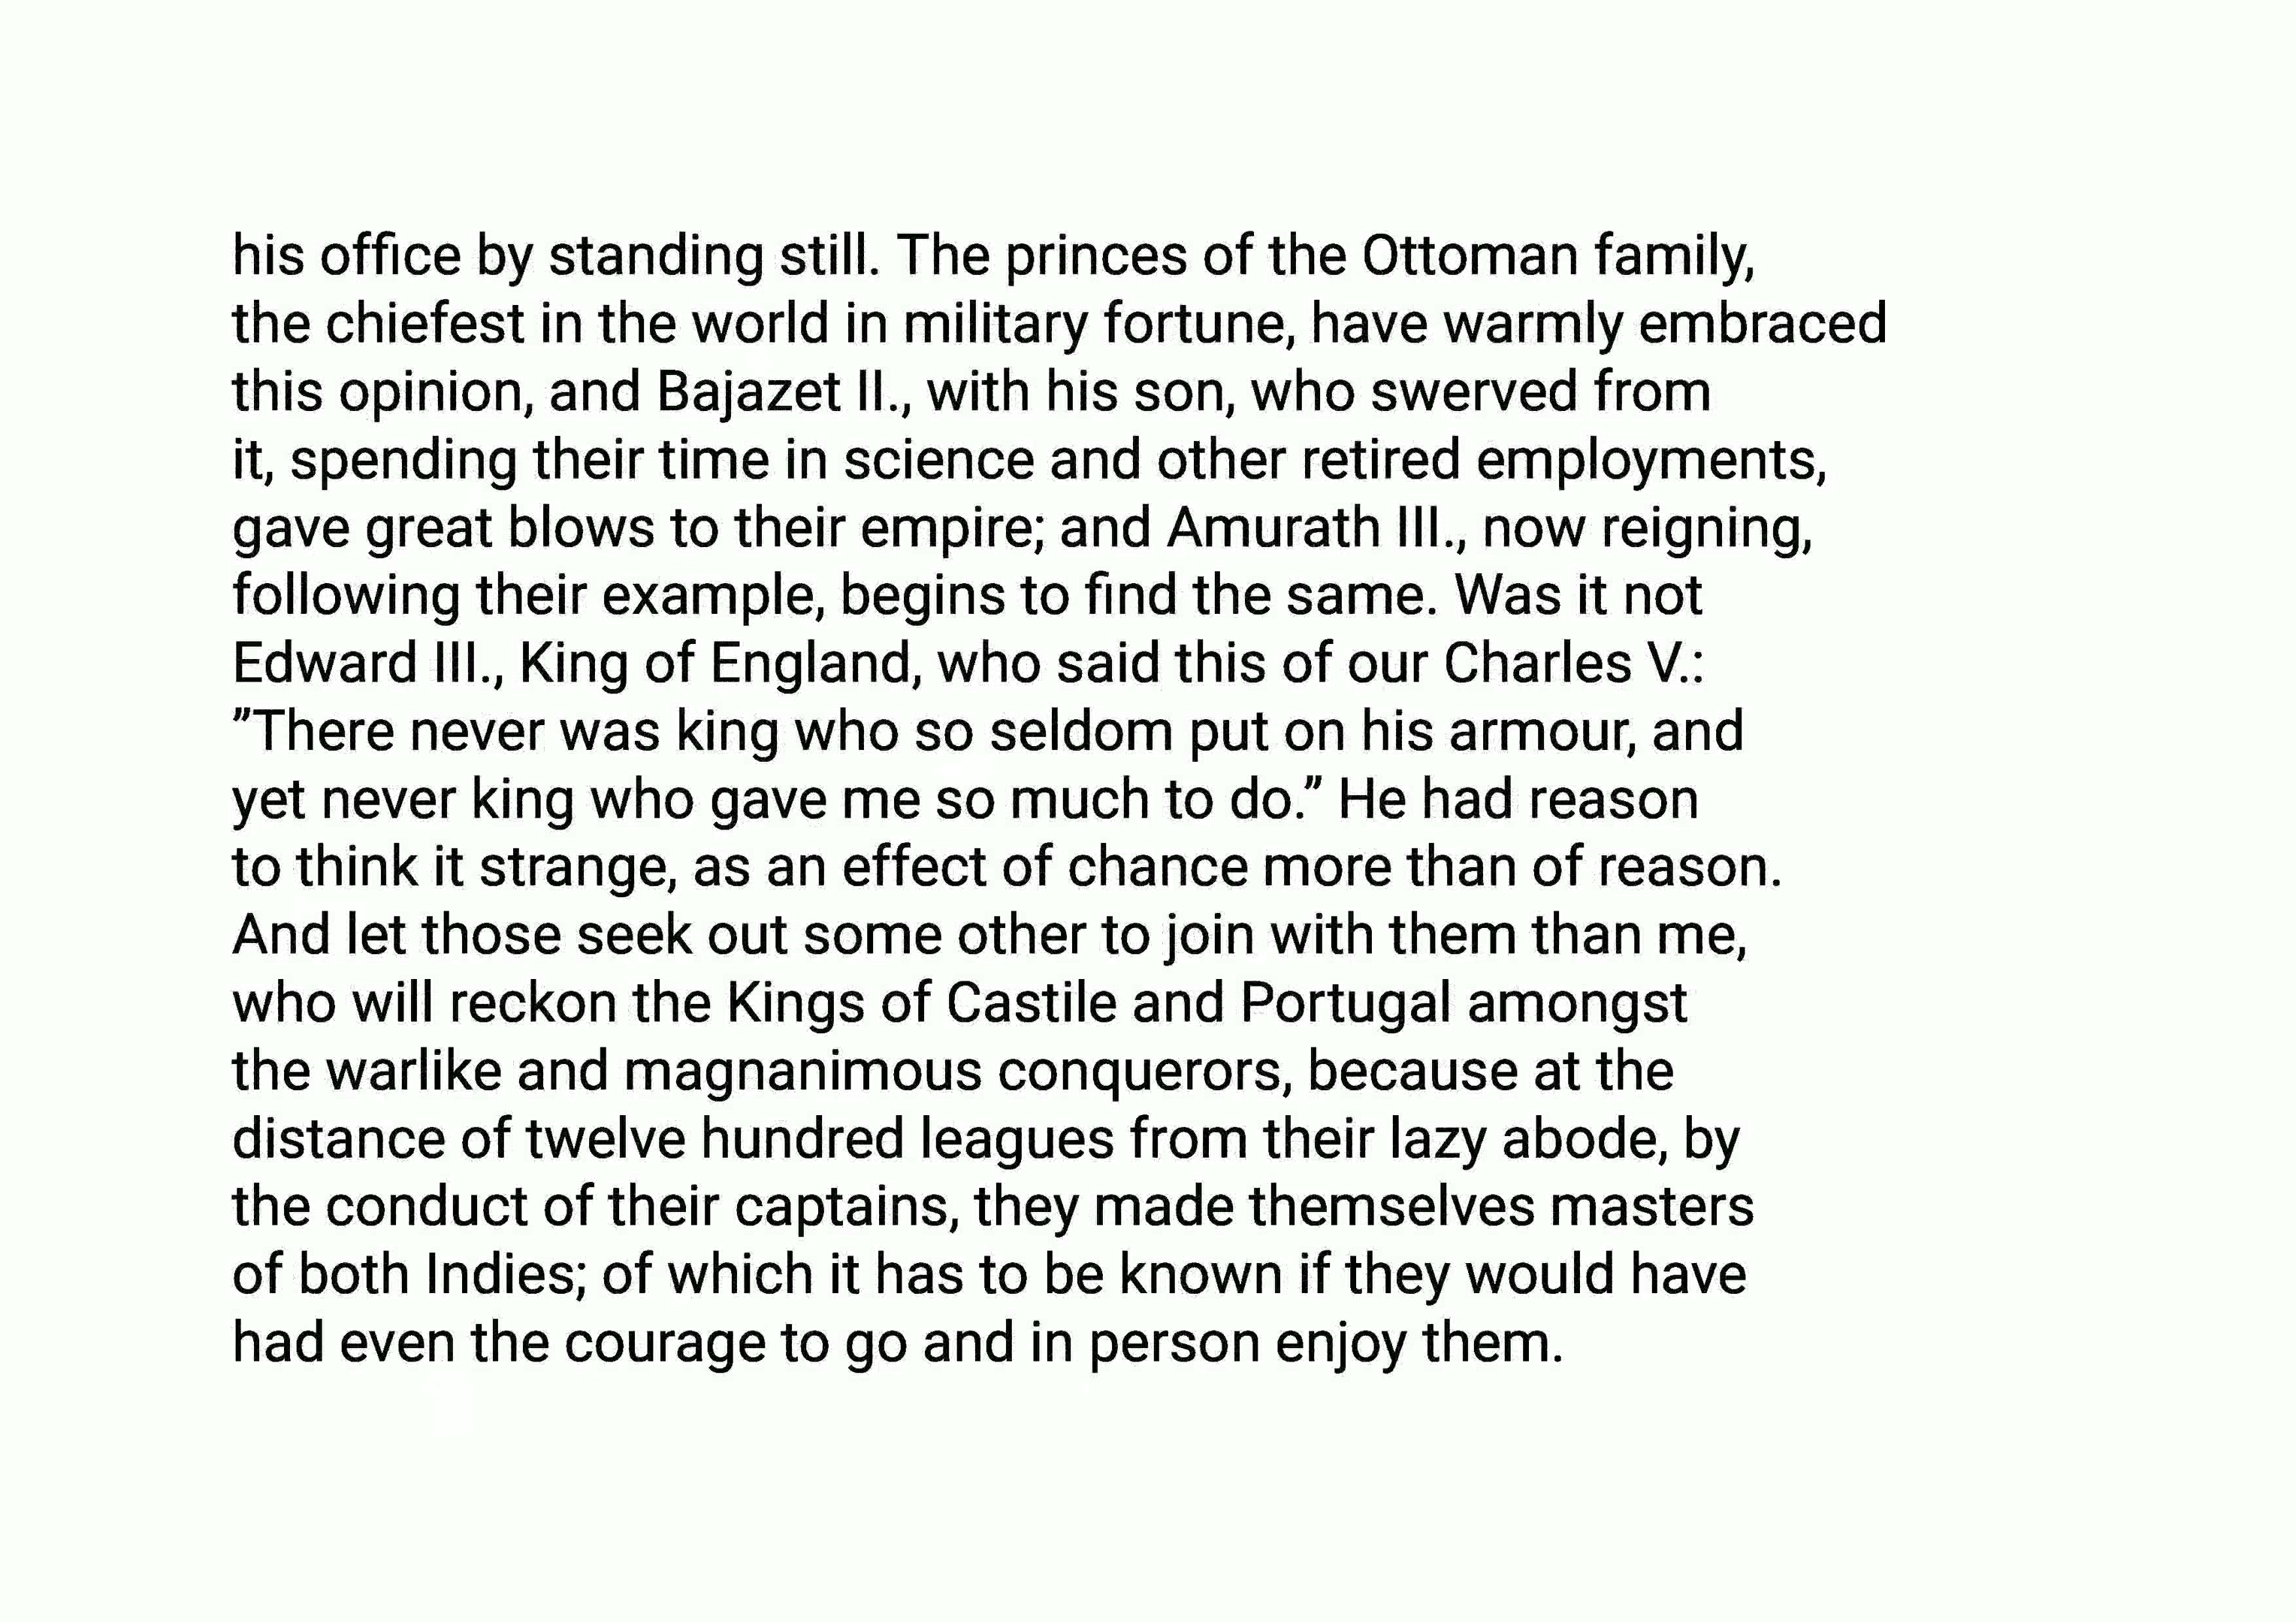 his office by standing still. The princes of the Ottoman family,
the chiefest in the world in military fortune, have warmly embraced
this opinion, and Bajazet II., with his son, who swerved from
it, spending their time in science and other retired employments,
gave great blows to their empire; and Amurath III., now reigning,
following their example, begins to find the same. Was it not
Edward III., King of England, who said this of our Charles V.:
”There never was king who so seldom put on his armour, and
yet never king who gave me so much to do.” He had reason
to think it strange, as an effect of chance more than of reason.
And let those seek out some other to join with them than me,
who will reckon the Kings of Castile and Portugal amongst
the warlike and magnanimous conquerors, because at the
distance of twelve hundred leagues from their lazy abode, by
the conduct of their captains, they made themselves masters
of both Indies; of which it has to be known if they would have
had even the courage to go and in person enjoy them.